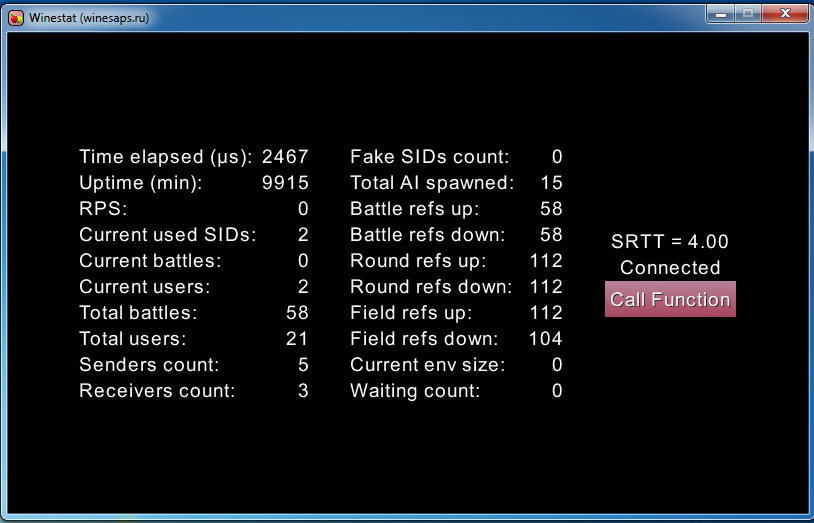 Winestat (winesaps.ru)
Time elapsed (µs): 2467
Uptime (min): 9915
RPS: 0
Current used SIDs: 2
Current battles: 0
Current users: 2
Total battles: 58
Total users: 21
Senders count: 5
Receivers count: 3
Fake SIDs count: 0
Total AI spawned: 15
Battle refs up: 58
Battle refs down: 58
Round refs up: 112
Round refs down: 112
Field refs up: 112
Field refs down: 104
Current env size: 0
Waiting count: 0
SRTT = 4.00
Connected
Call Function